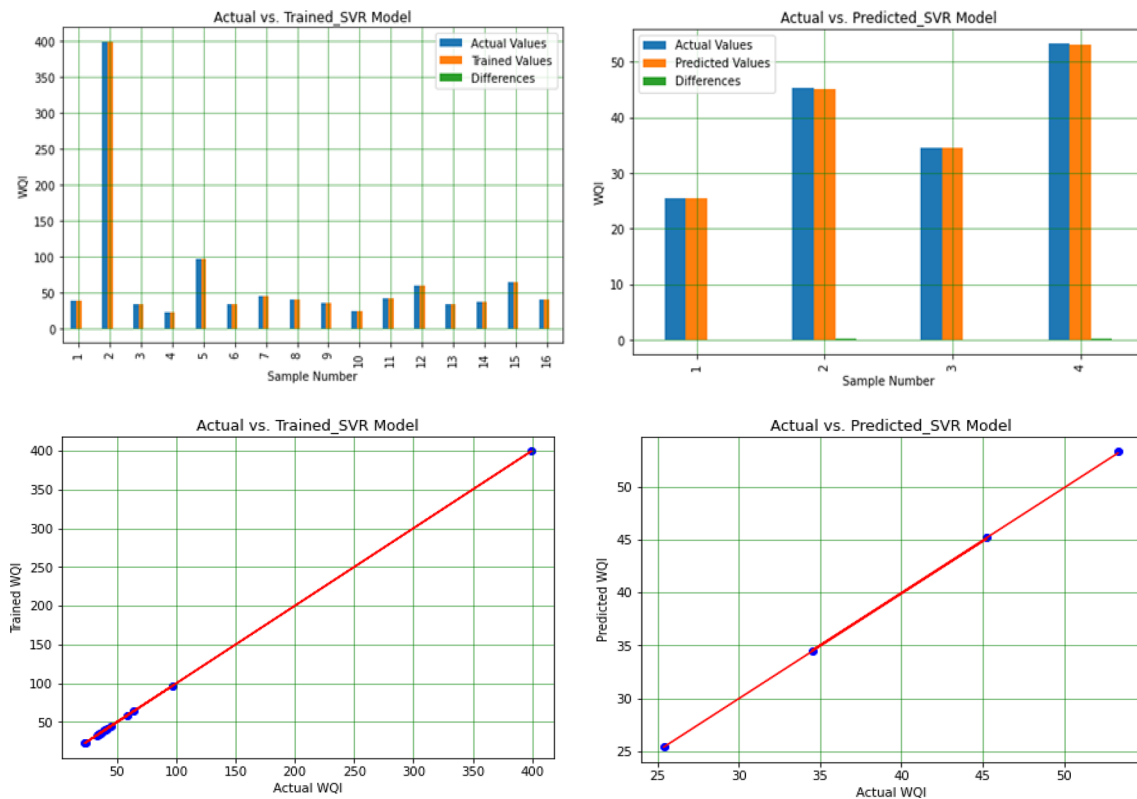 Actual vs. Trained_SVR Model
400
350
300
250
200
150
100
50
0
WQI
Actual Values
Trained Values
Differences
1 2 3 4 5 6 7 8 9 10 11 12 13 14 15 16
Sample Number
Actual vs. Predicted_SVR Model
50
40
30
20
10
0
WQI
Actual Values
Predicted Values
Differences
1 2 3 4
Sample Number
Actual vs. Trained_SVR Model
400
350
300
250
200
150
100
50
Trained WQI
50 100 150 200 250 300 350 400
Actual WQI
Actual vs. Predicted_SVR Model
50
45
40
35
30
25
Predicted WQI
25 30 35 40 45 50
Actual WQI